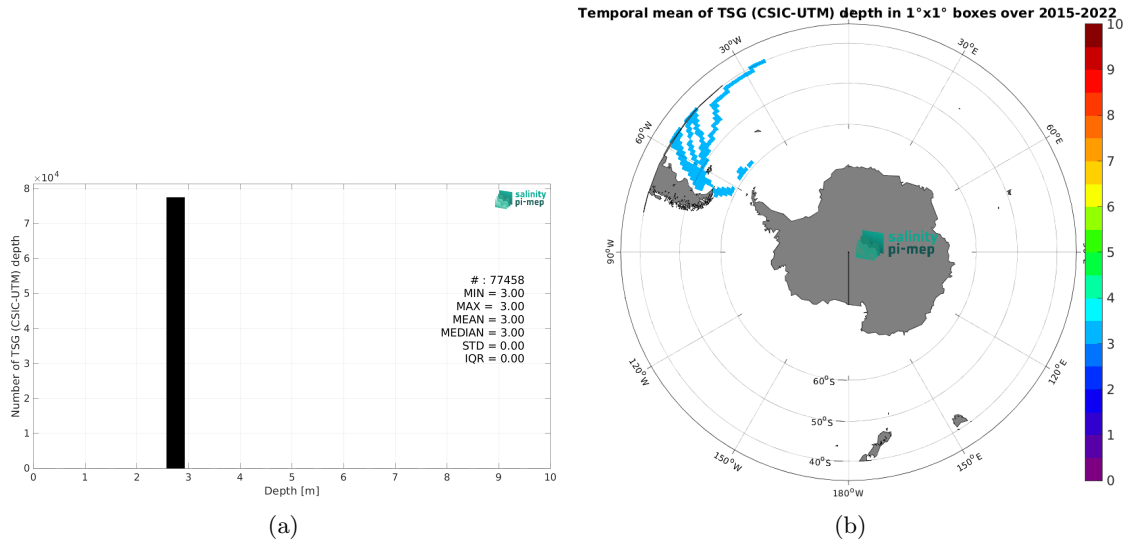 Temporal mean of TSG (CSIC-UTM) depth in 1°x1° boxes over 2015-2022
×10⁴
8
7
6
5
4
3
2
1
0
Number of TSG (CSIC-UTM) depth
salinity
pi-mep
# : 77458
MIN = 3.00
MAX = 3.00
MEAN = 3.00
MEDIAN = 3.00
STD = 0.00
IQR = 0.00
0 1 2 3 4 5 6 7 8 9 10
Depth [m]
(a)
0°
30°W
30°E
60°W
60°E
90°W
120°W
120°E
150°W
150°E
180°W
60°S
50°S
40°S
salinity
pi-mep
10
9
8
7
6
5
4
3
2
1
0
(b)